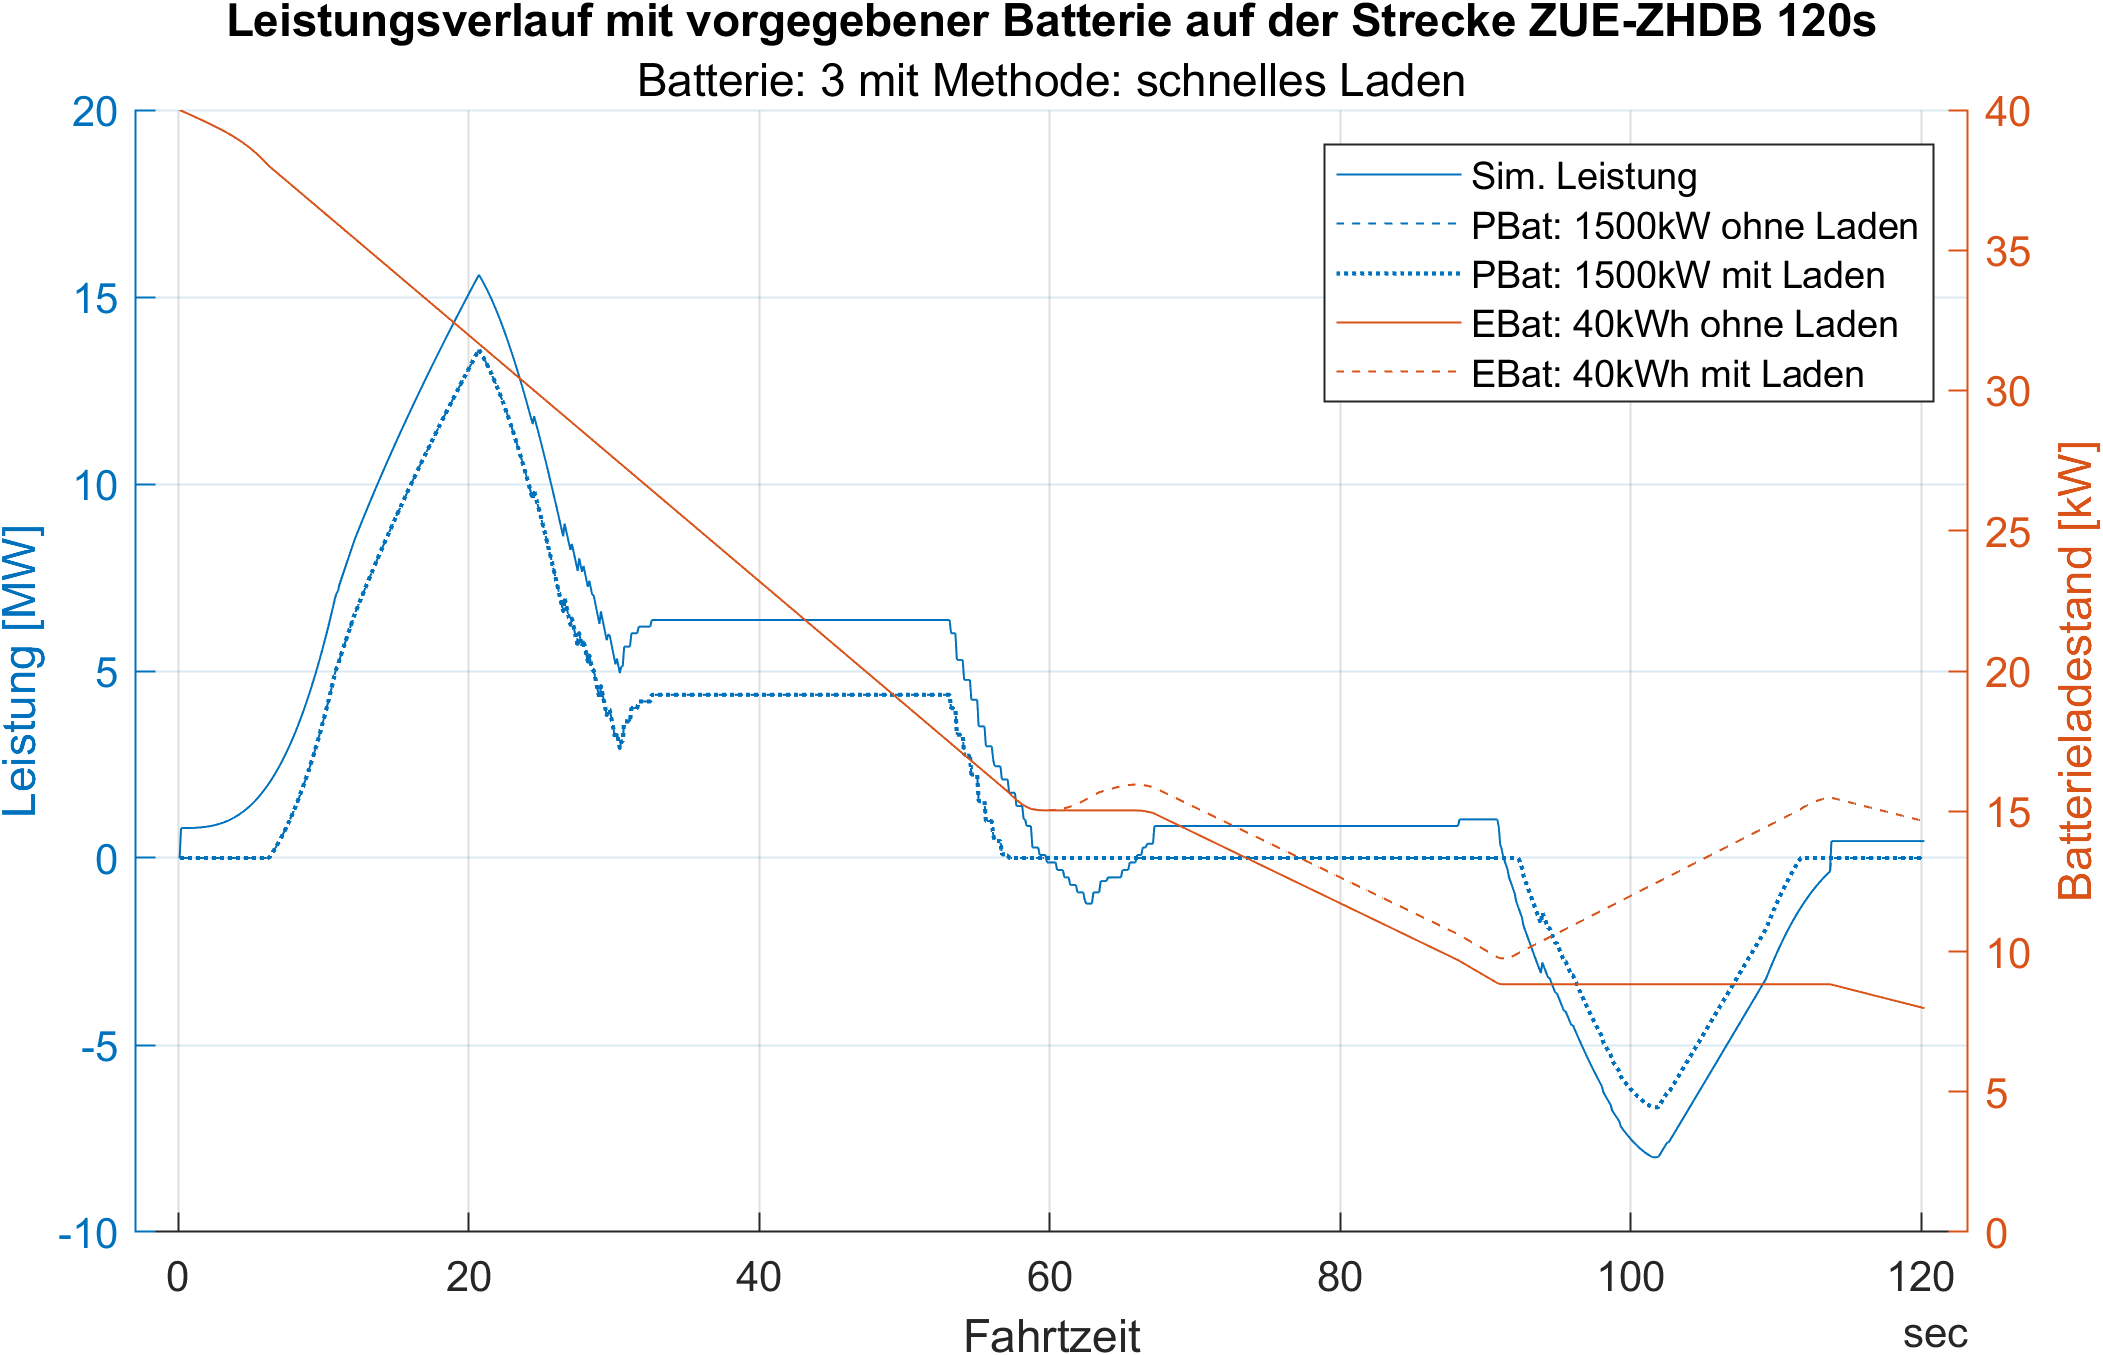 Leistungsverlauf mit vorgegebener Batterie auf der Strecke ZUE-ZHDB 120s
Batterie: 3 mit Methode: schnelles Laden
Leistung [MW]
20
15
10
5
0
-5
-10
Sim. Leistung
PBat: 1500kW ohne Laden
PBat: 1500kW mit Laden
EBat: 40kWh ohne Laden
EBat: 40kWh mit Laden
40
35
30
25
20
15
10
5
0
Batterieladestand [kW]
0 20 40 60 80 100 120
Fahrtzeit
sec